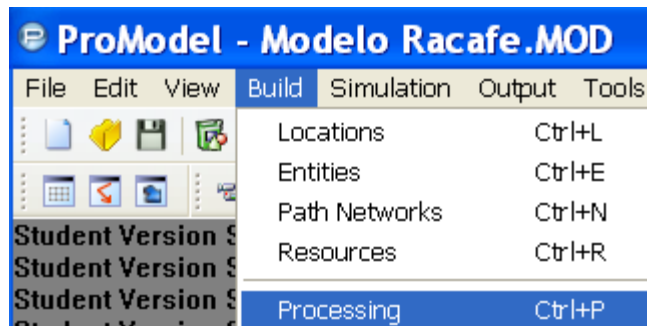 ProModel - Modelo Racafe.MOD
File Edit View Build Simulation Output Tools
Locations Ctrl+L
Entities Ctrl+E
Path Networks Ctrl+N
Student Version S
Resources Ctrl+R
Student Version S
Student Version S
Processing Ctrl+P